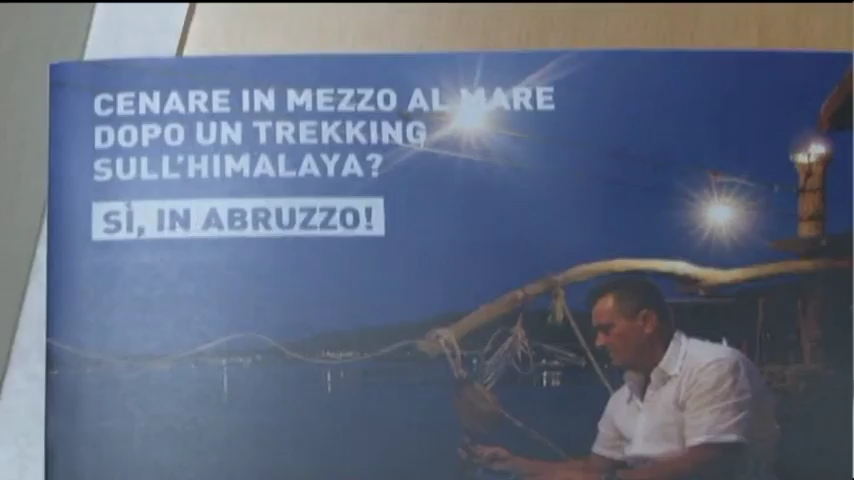 CENARE IN MEZZO AL MARE
DOPO UN TREKKING
SULL'HIMALAYA?
SÌ, IN ABRUZZO!